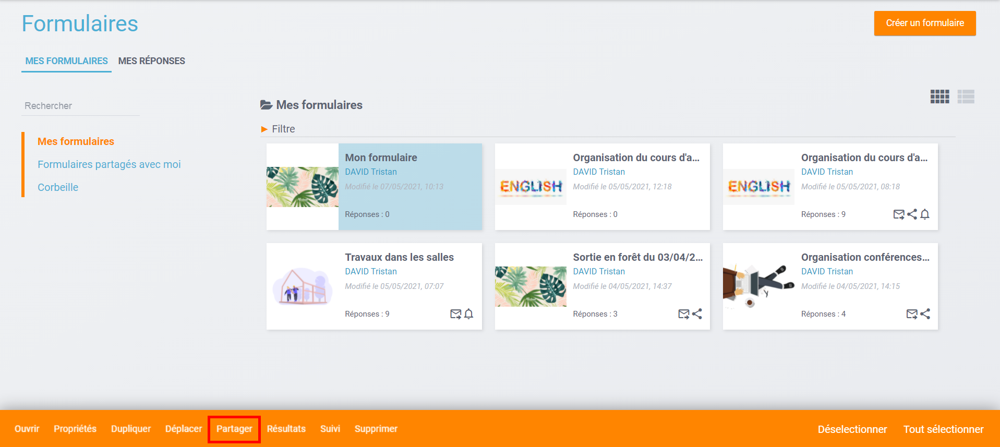 Formulaires
Créer un formulaire
MES FORMULAIRES MES RÉPONSES
Rechercher
Mes formulaires
Formulaires partagés avec moi
Corbeille
Mes formulaires
Filtre
Mon formulaire
DAVID Tristan
Modifié le 07/05/2021, 10:13
Réponses : 0
ENGLISH
Organisation du cours d'a...
DAVID Tristan
Modifié le 05/05/2021, 12:18
Réponses : 0
ENGLISH
Organisation du cours d'a...
DAVID Tristan
Modifié le 05/05/2021, 08:18
Réponses : 9
Travaux dans les salles
DAVID Tristan
Modifié le 05/05/2021, 07:07
Réponses : 9
Sortie en forêt du 03/04/2...
DAVID Tristan
Modifié le 04/05/2021, 14:37
Réponses : 3
Organisation conférences...
DAVID Tristan
Modifié le 04/05/2021, 14:15
Réponses : 4
Ouvrir Propriétés Dupliquer Déplacer Partager Résultats Suivi Supprimer Déselectionner Tout sélectionner